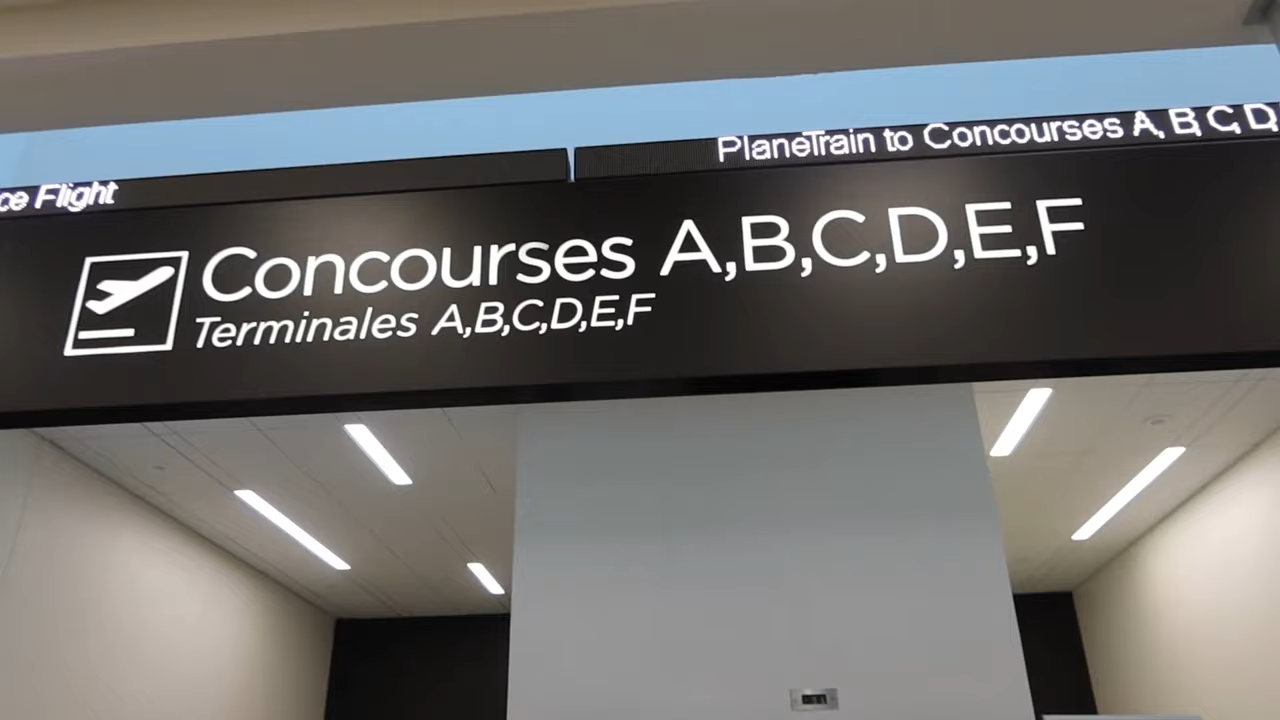 ce Flight
PlaneTrain to Concourses A, B, C, D,
Concourses A,B,C,D,E,F
Terminales A,B,C,D,E,F